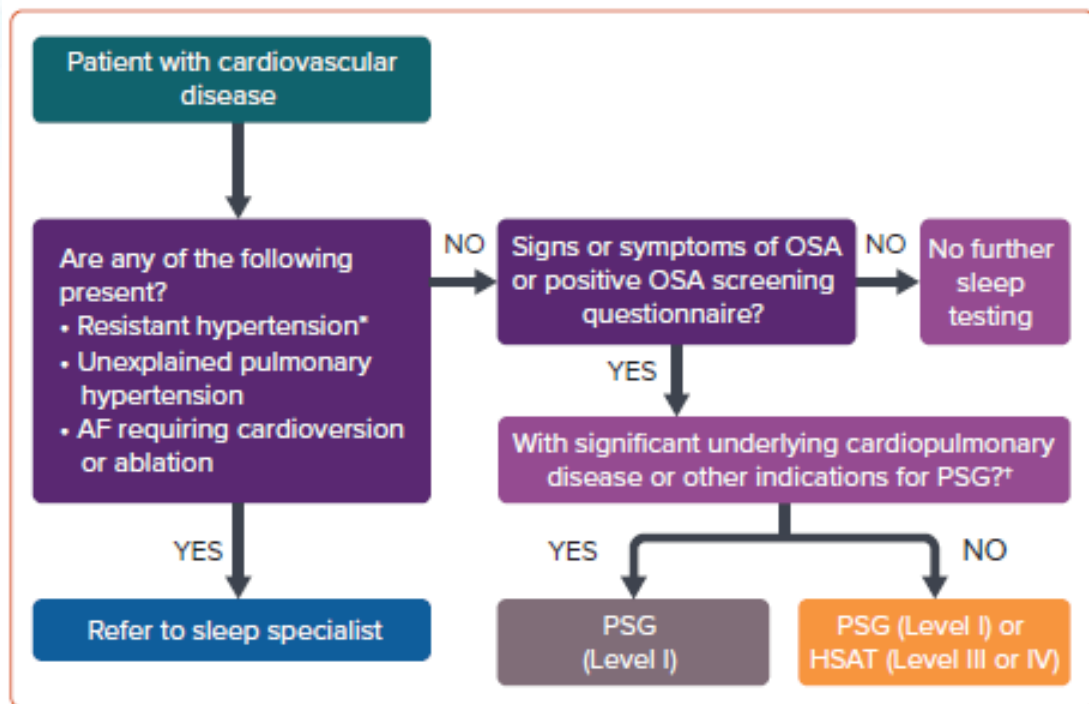 Patient with cardiovascular
disease
Are any of the following
present?
• Resistant hypertension*
• Unexplained pulmonary
hypertension
• AF requiring cardioversion
or ablation
NO
Signs or symptoms of OSA
or positive OSA screening
questionnaire?
NO
No further
sleep
testing
YES
With significant underlying cardiopulmonary
disease or other indications for PSG?†
YES
Refer to sleep specialist
YES
PSG
(Level I)
NO
PSG (Level I) or
HSAT (Level III or IV)